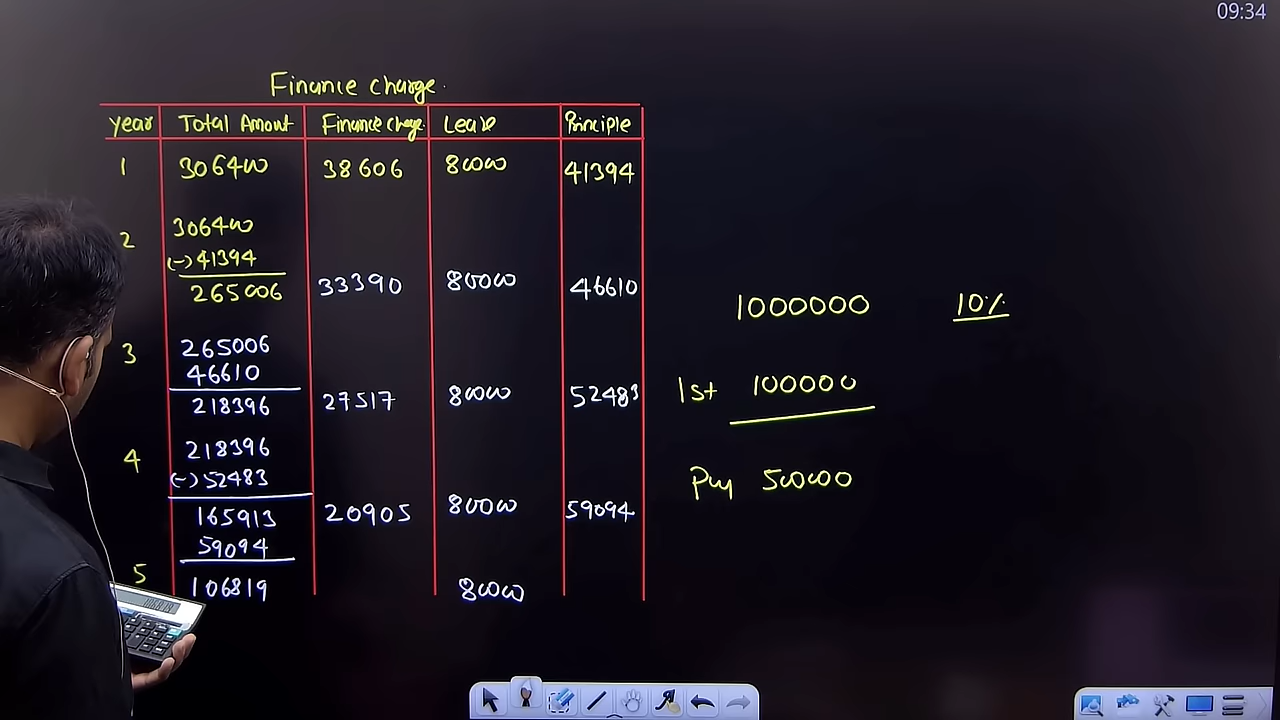 09:34
Finance charge.
Year Total Amount Finance charge Lease Principle
1 306400 38606 80000 41394
2 306400
(-) 41394
265006 33390 80000 46610
3 265006
46610
218396 27517 80000 52483
4 218396
(-) 52483
165913 20905 80000 59094
59094
5 106819 80000
1000000 10%
1st 100000
Pay 500000